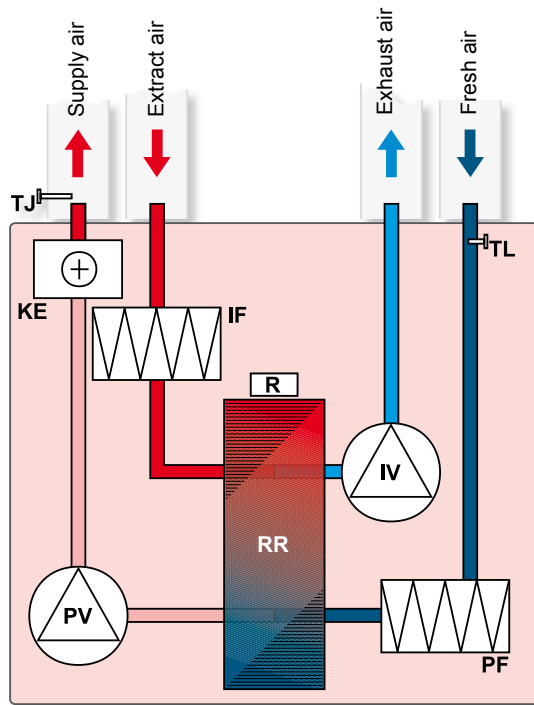 Supply air
Extract air
Exhaust air
Fresh air
TJ
TL
KE
IF
R
IV
RR
PV
PF